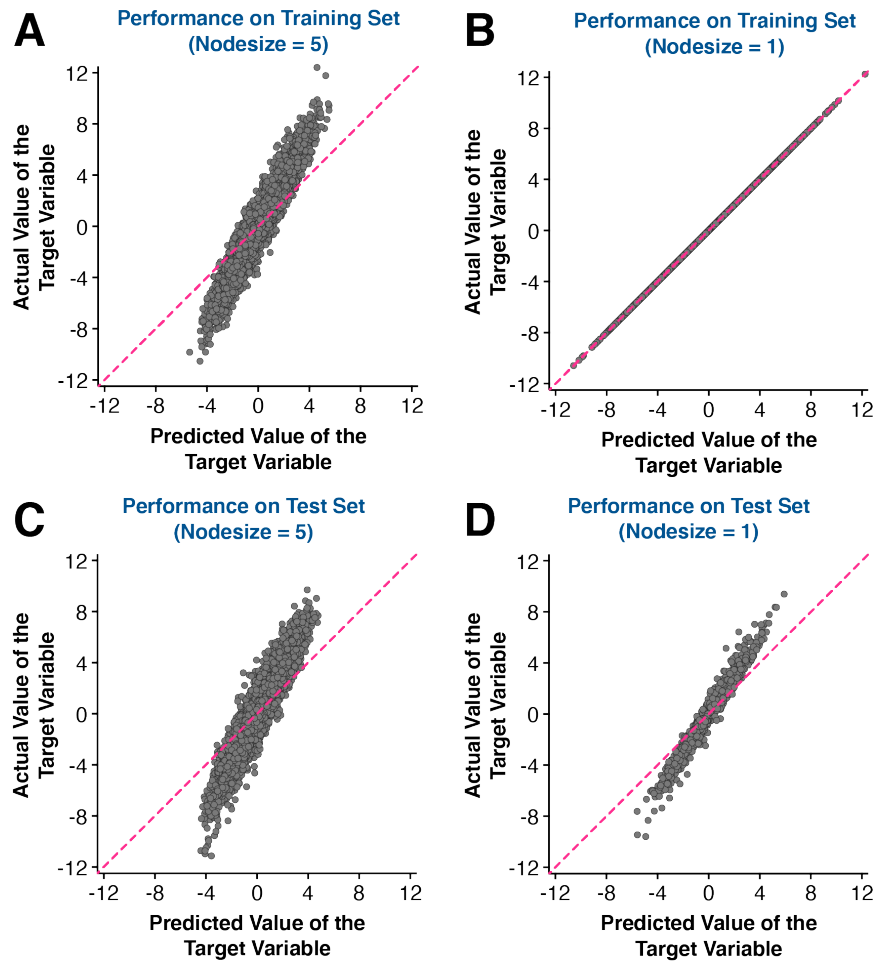 A
Performance on Training Set
(Nodesize = 5)
Actual Value of the
Target Variable
12
8
4
0
-4
-8
-12
-12 -8 -4 0 4 8 12
Predicted Value of the
Target Variable
B
Performance on Training Set
(Nodesize = 1)
Actual Value of the
Target Variable
12
8
4
0
-4
-8
-12
-12 -8 -4 0 4 8 12
Predicted Value of the
Target Variable
C
Performance on Test Set
(Nodesize = 5)
Actual Value of the
Target Variable
12
8
4
0
-4
-8
-12
-12 -8 -4 0 4 8 12
Predicted Value of the
Target Variable
D
Performance on Test Set
(Nodesize = 1)
Actual Value of the
Target Variable
12
8
4
0
-4
-8
-12
-12 -8 -4 0 4 8 12
Predicted Value of the
Target Variable